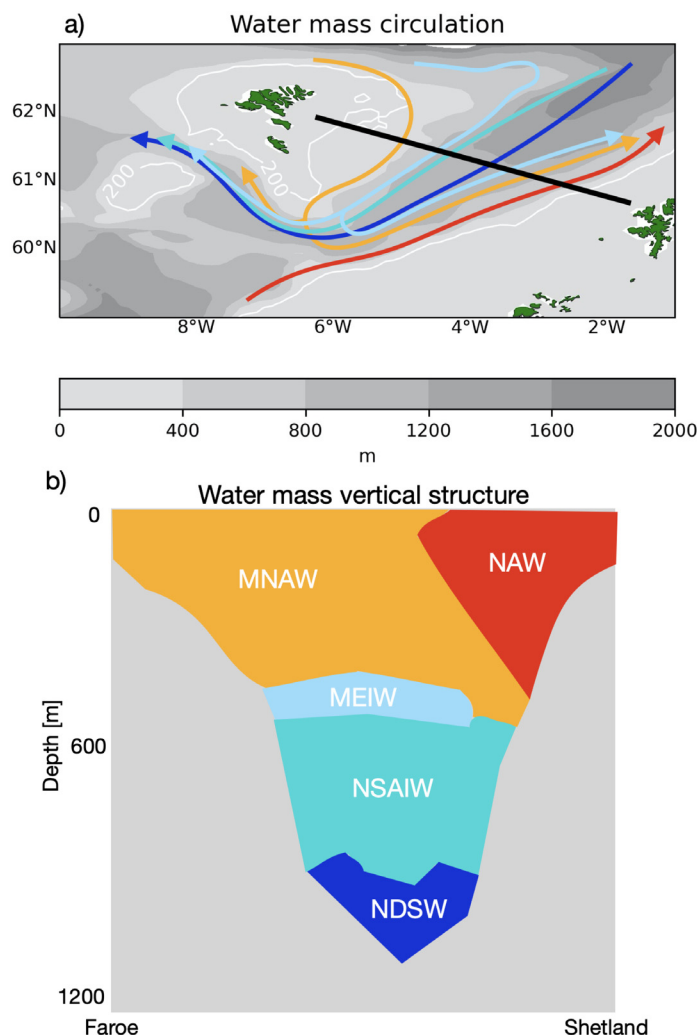 a) Water mass circulation
62°N
200
61°N
200
60°N
8°W 6°W 4°W 2°W
0 400 800 1200 1600 2000
m
b)
Water mass vertical structure
0
MNAW
NAW
MEIW
Depth [m]
600
NSAIW
NDSW
1200
Faroe Shetland